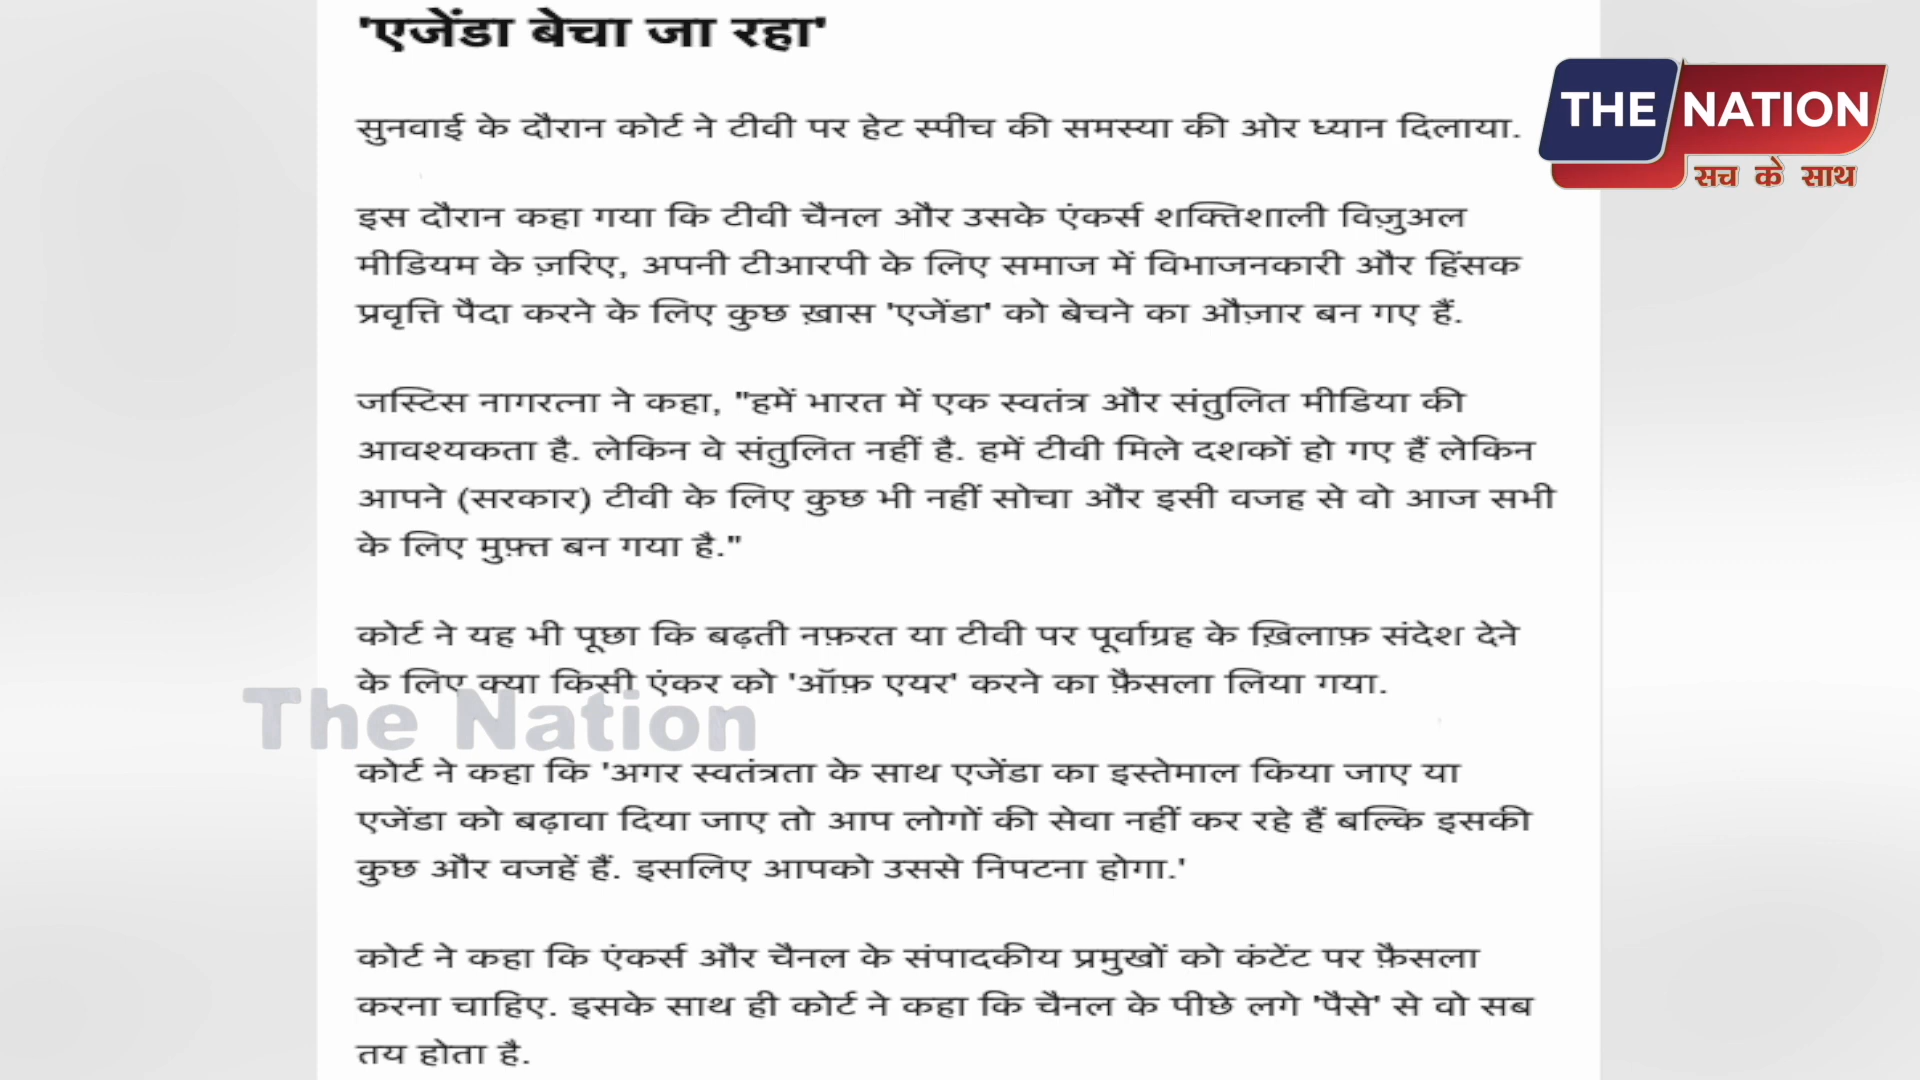 'एजेंडा बेचा जा रहा'
THE NATION
सच के साथ
सुनवाई के दौरान कोर्ट ने टीवी पर हेट स्पीच की समस्या की ओर ध्यान दिलाया.
इस दौरान कहा गया कि टीवी चैनल और उसके एंकर्स शक्तिशाली विज़ुअल
मीडियम के ज़रिए, अपनी टीआरपी के लिए समाज में विभाजनकारी और हिंसक
प्रवृत्ति पैदा करने के लिए कुछ ख़ास 'एजेंडा' को बेचने का औज़ार बन गए हैं.
जस्टिस नागरत्ना ने कहा, "हमें भारत में एक स्वतंत्र और संतुलित मीडिया की
आवश्यकता है. लेकिन वे संतुलित नहीं है. हमें टीवी मिले दशकों हो गए हैं लेकिन
आपने (सरकार) टीवी के लिए कुछ भी नहीं सोचा और इसी वजह से वो आज सभी
के लिए मुफ़्त बन गया है."
कोर्ट ने यह भी पूछा कि बढ़ती नफ़रत या टीवी पर पूर्वाग्रह के ख़िलाफ़ संदेश देने
के लिए क्या किसी एंकर को 'ऑफ़ एयर' करने का फ़ैसला लिया गया.
The Nation
कोर्ट ने कहा कि 'अगर स्वतंत्रता के साथ एजेंडा का इस्तेमाल किया जाए या
एजेंडा को बढ़ावा दिया जाए तो आप लोगों की सेवा नहीं कर रहे हैं बल्कि इसकी
कुछ और वजहें हैं. इसलिए आपको उससे निपटना होगा.'
कोर्ट ने कहा कि एंकर्स और चैनल के संपादकीय प्रमुखों को कंटेंट पर फ़ैसला
करना चाहिए. इसके साथ ही कोर्ट ने कहा कि चैनल के पीछे लगे 'पैसे' से वो सब
तय होता है.